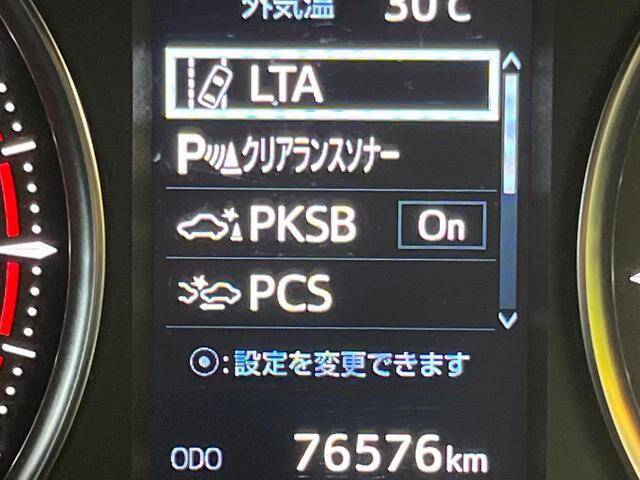 外気温 30℃
LTA
Pクリアランスソナー
PKSB On
PCS
⦿:設定を変更できます
ODO 76576km